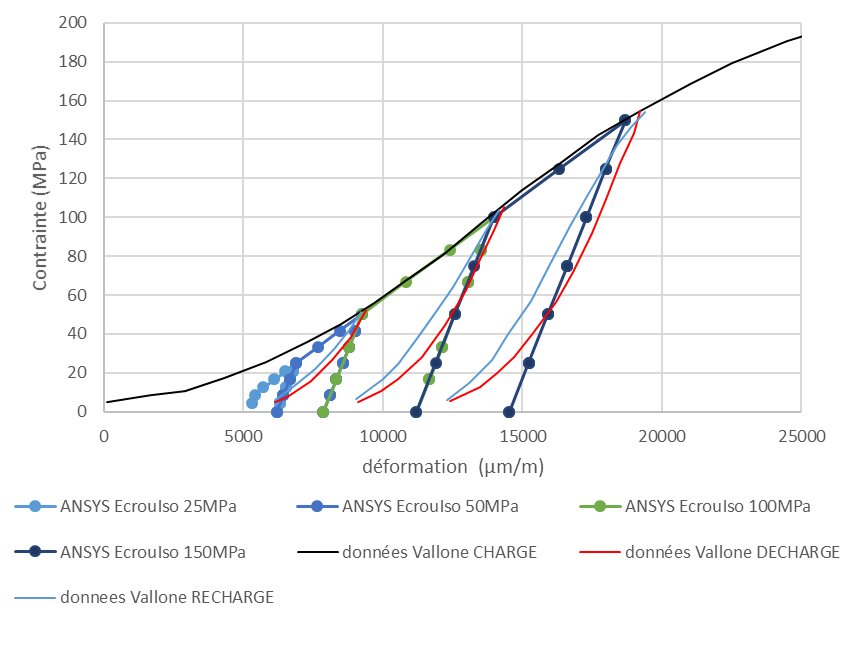 200
180
160
140
120
100
80
60
40
20
0
Contrainte (MPa)
0 5000 10000 15000 20000 25000
déformation (µm/m)
ANSYS EcrouIso 25MPa ANSYS EcrouIso 50MPa ANSYS EcrouIso 100MPa
ANSYS EcrouIso 150MPa données Vallone CHARGE données Vallone DECHARGE
donnees Vallone RECHARGE